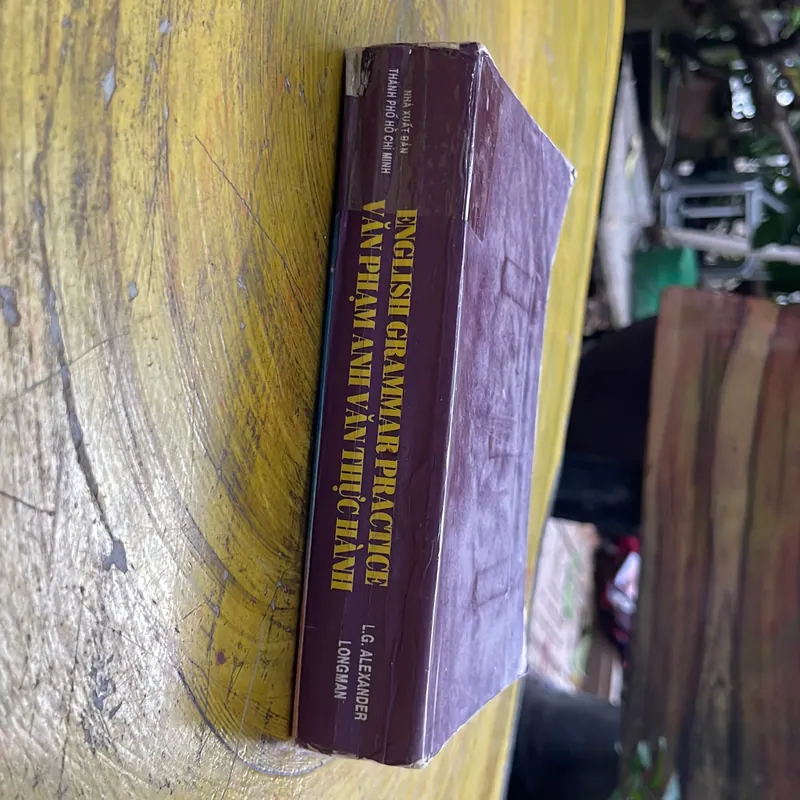 NHÀ XUẤT BẢN
THÀNH PHỐ HỒ CHÍ MINH
ENGLISH GRAMMAR PRACTICE
VĂN PHẠM ANH VĂN THỰC HÀNH
L.G. ALEXANDER
LONGMAN